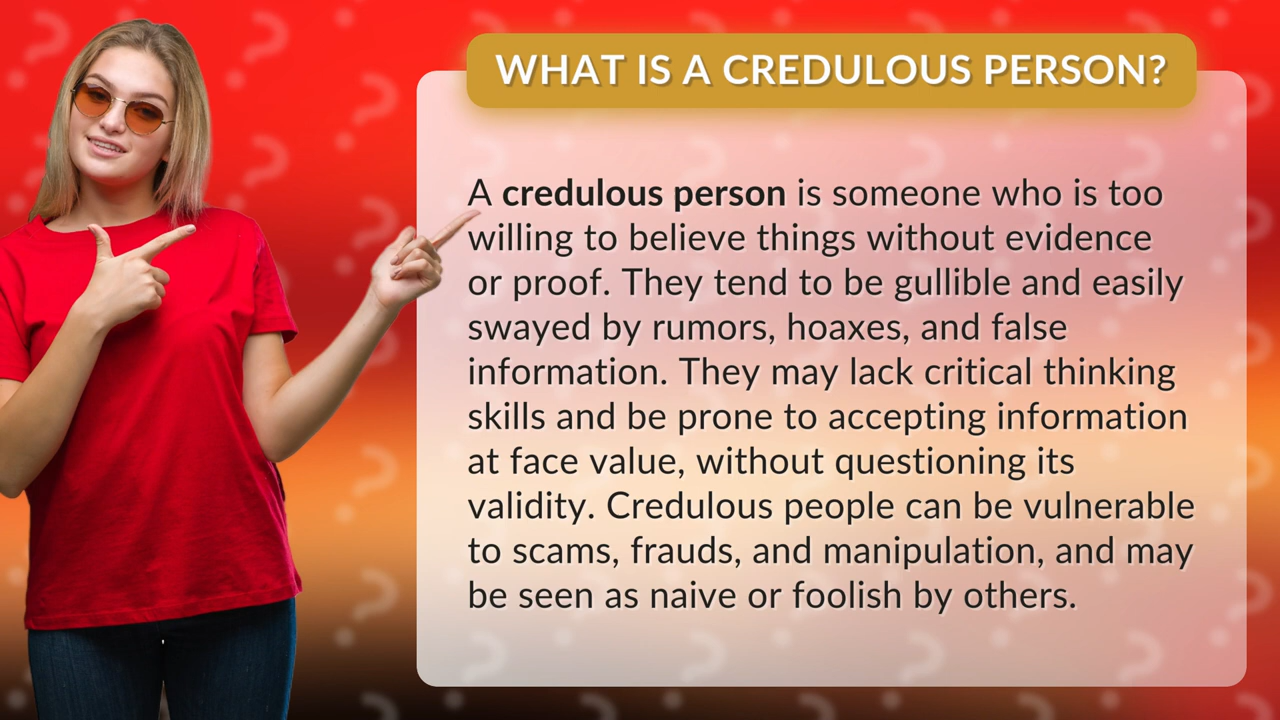 WHAT IS A CREDULOUS PERSON?
A credulous person is someone who is too
willing to believe things without evidence
or proof. They tend to be gullible and easily
swayed by rumors, hoaxes, and false
information. They may lack critical thinking
skills and be prone to accepting information
at face value, without questioning its
validity. Credulous people can be vulnerable
to scams, frauds, and manipulation, and may
be seen as naive or foolish by others.